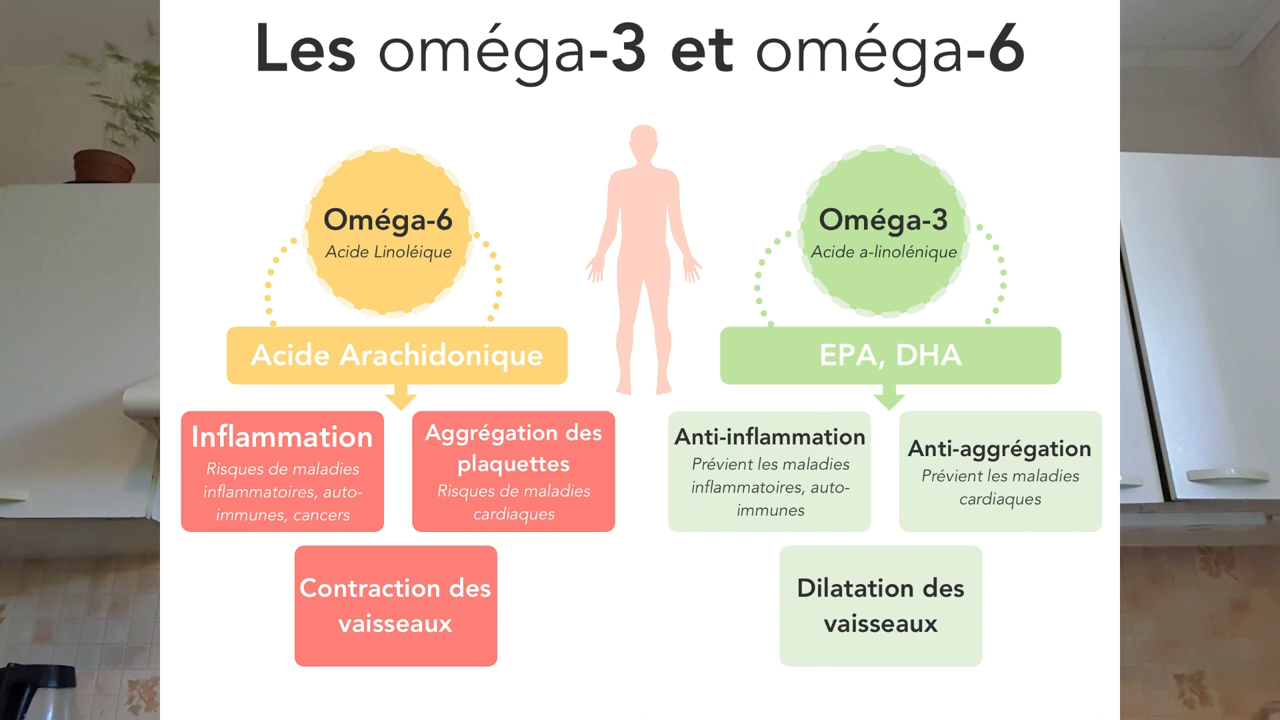 Les oméga-3 et oméga-6
Oméga-6
Acide Linoléique
Acide Arachidonique
Inflammation
Risques de maladies
inflammatoires, auto-
immunes, cancers
Aggrégation des
plaquettes
Risques de maladies
cardiaques
Contraction des
vaisseaux
Oméga-3
Acide a-linolénique
EPA, DHA
Anti-inflammation
Prévient les maladies
inflammatoires, auto-
immunes
Anti-aggrégation
Prévient les maladies
cardiaques
Dilatation des
vaisseaux